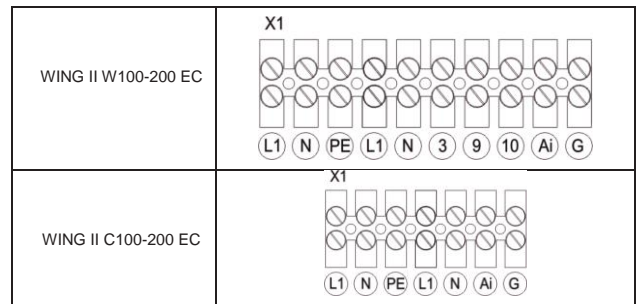 X1
WING II W100-200 EC
L1 N PE L1 N 3 9 10 Ai G
X1
WING II C100-200 EC
L1 N PE L1 N Ai G